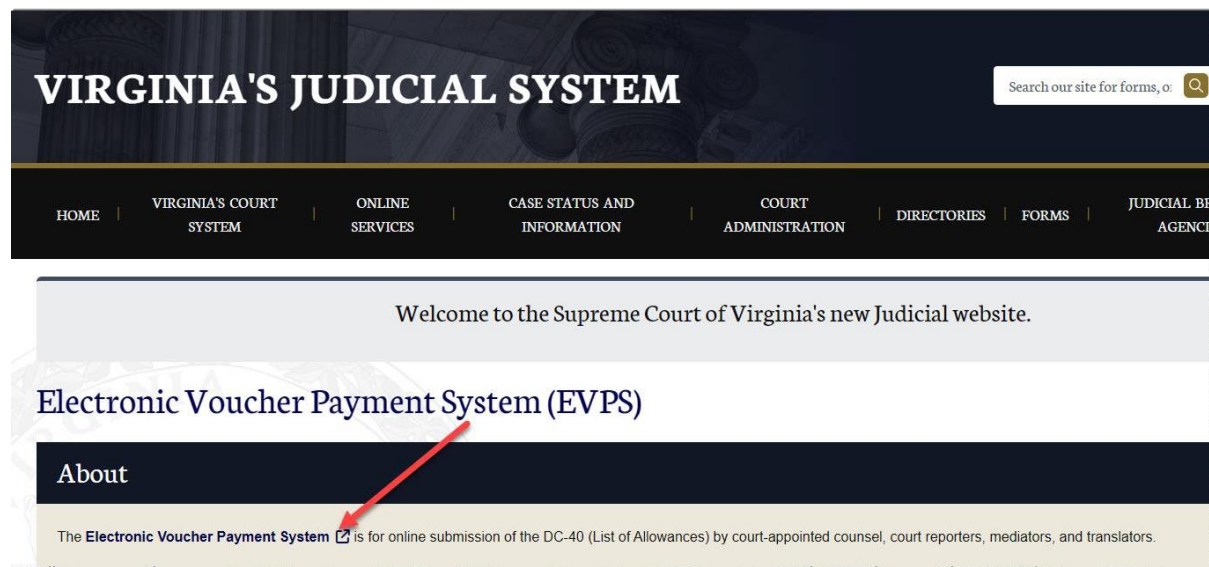 VIRGINIA'S JUDICIAL SYSTEM
Search our site for forms, o
HOME
VIRGINIA'S COURT
SYSTEM
ONLINE
SERVICES
CASE STATUS AND
INFORMATION
COURT
ADMINISTRATION
DIRECTORIES
FORMS
JUDICIAL
Welcome to the Supreme Court of Virginia's new Judicial website.
Electronic Voucher Payment System (EVPS)
About
The Electronic Voucher Payment System is for online submission of the DC-40 (List of Allowances) by court-appointed counsel, court reporters, mediators, and translators.